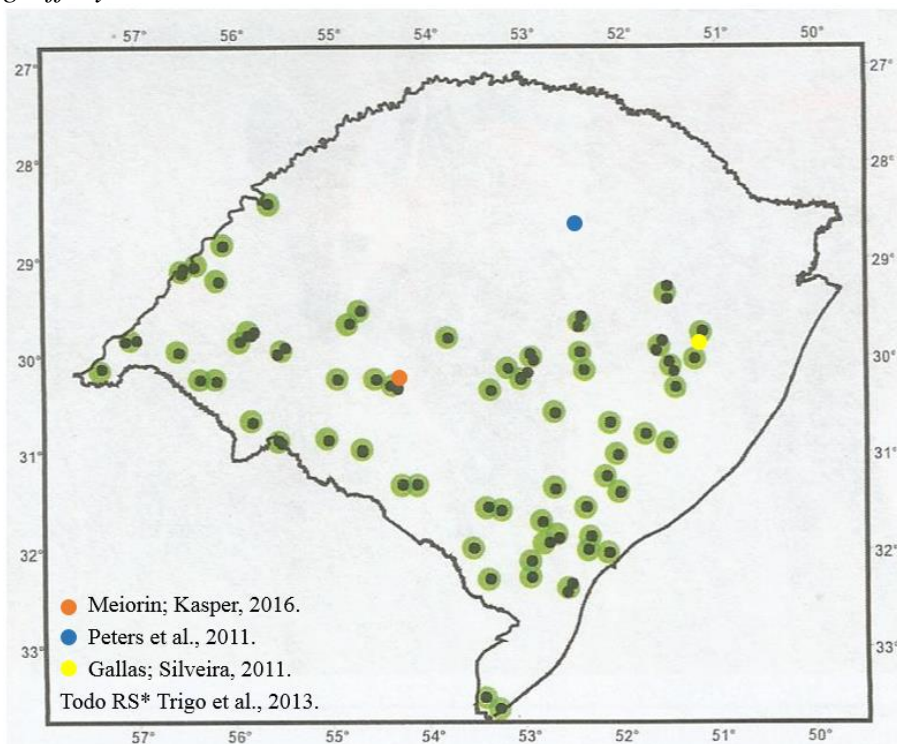 57° 56° 55° 54° 53° 52° 51° 50°
27° 27°
28° 28°
29° 29°
30° 30°
31° 31°
32° 32°
Meiorin; Kasper, 2016.
Peters et al., 2011.
33° 33°
Gallas; Silveira, 2011.
Todo RS* Trigo et al., 2013.
57° 56° 55° 54° 53° 52° 51° 50°